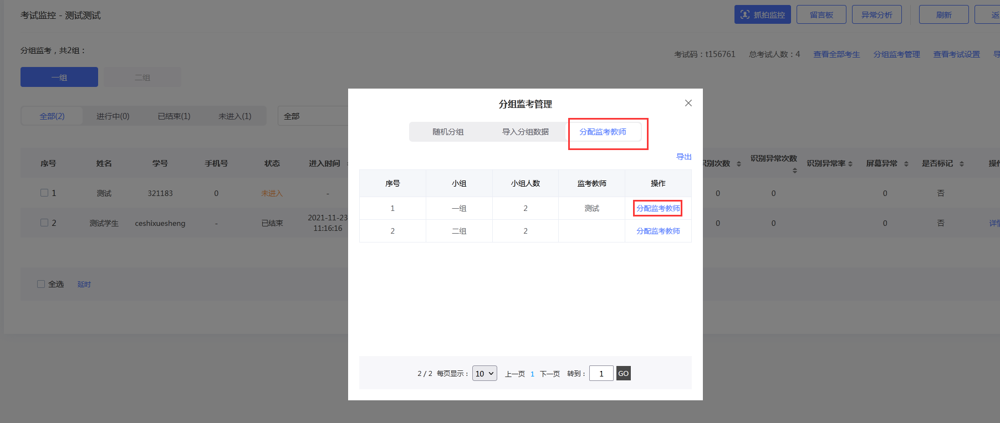 考试监控 - 测试测试
抓拍监控 留言板 异常分析 刷新 返
分组监考，共2组：
考试码：t156761 总考试人数：4 查看全部考生 分组监考管理 查看考试设置 导
一组 二组
全部(2) 进行中(0) 已结束(1) 未进入(1) 全部
序号 姓名 学号 手机号 状态 进入时间 识别次数 识别异常次数 识别异常率 屏幕异常 是否标记 操作
1 测试 321183 0 未进入 - 0 0 0 否
2 测试学生 ceshixuesheng - 已结束 2021-11-23 0 0 0 否 详情
11:16:16
全选 延时
分组监考管理
随机分组 导入分组数据 分配监考教师
导出
序号 小组 小组人数 监考教师 操作
1 一组 2 测试 分配监考教师
2 二组 2 分配监考教师
2 / 2 每页显示： 10 上一页 1 下一页 转到： 1 GO